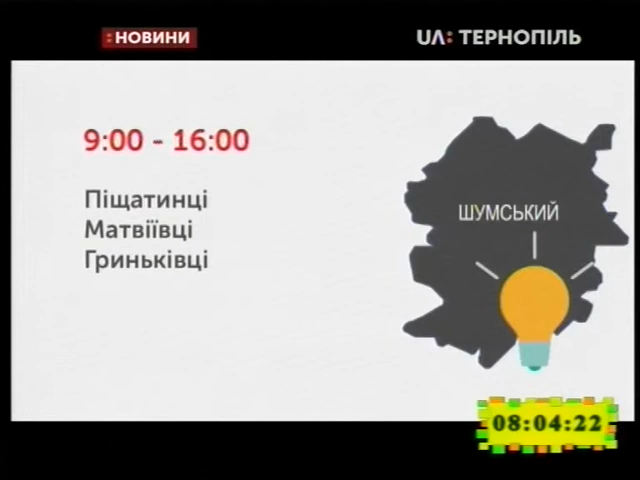 : НОВИНИ
UA: ТЕРНОПІЛЬ
9:00 - 16:00
Піщатинці
Матвіївці
Гриньківці
ШУМСЬКИЙ
08:04:22